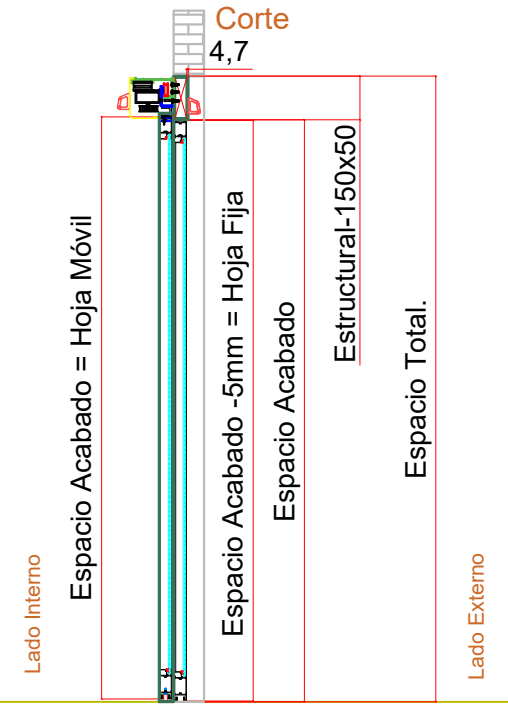 Corte
4,7
Espacio Acabado = Hoja Móvil
Espacio Acabado -5mm = Hoja Fija
Espacio Acabado
Estructural-150x50
Espacio Total.
Lado Interno
Lado Externo